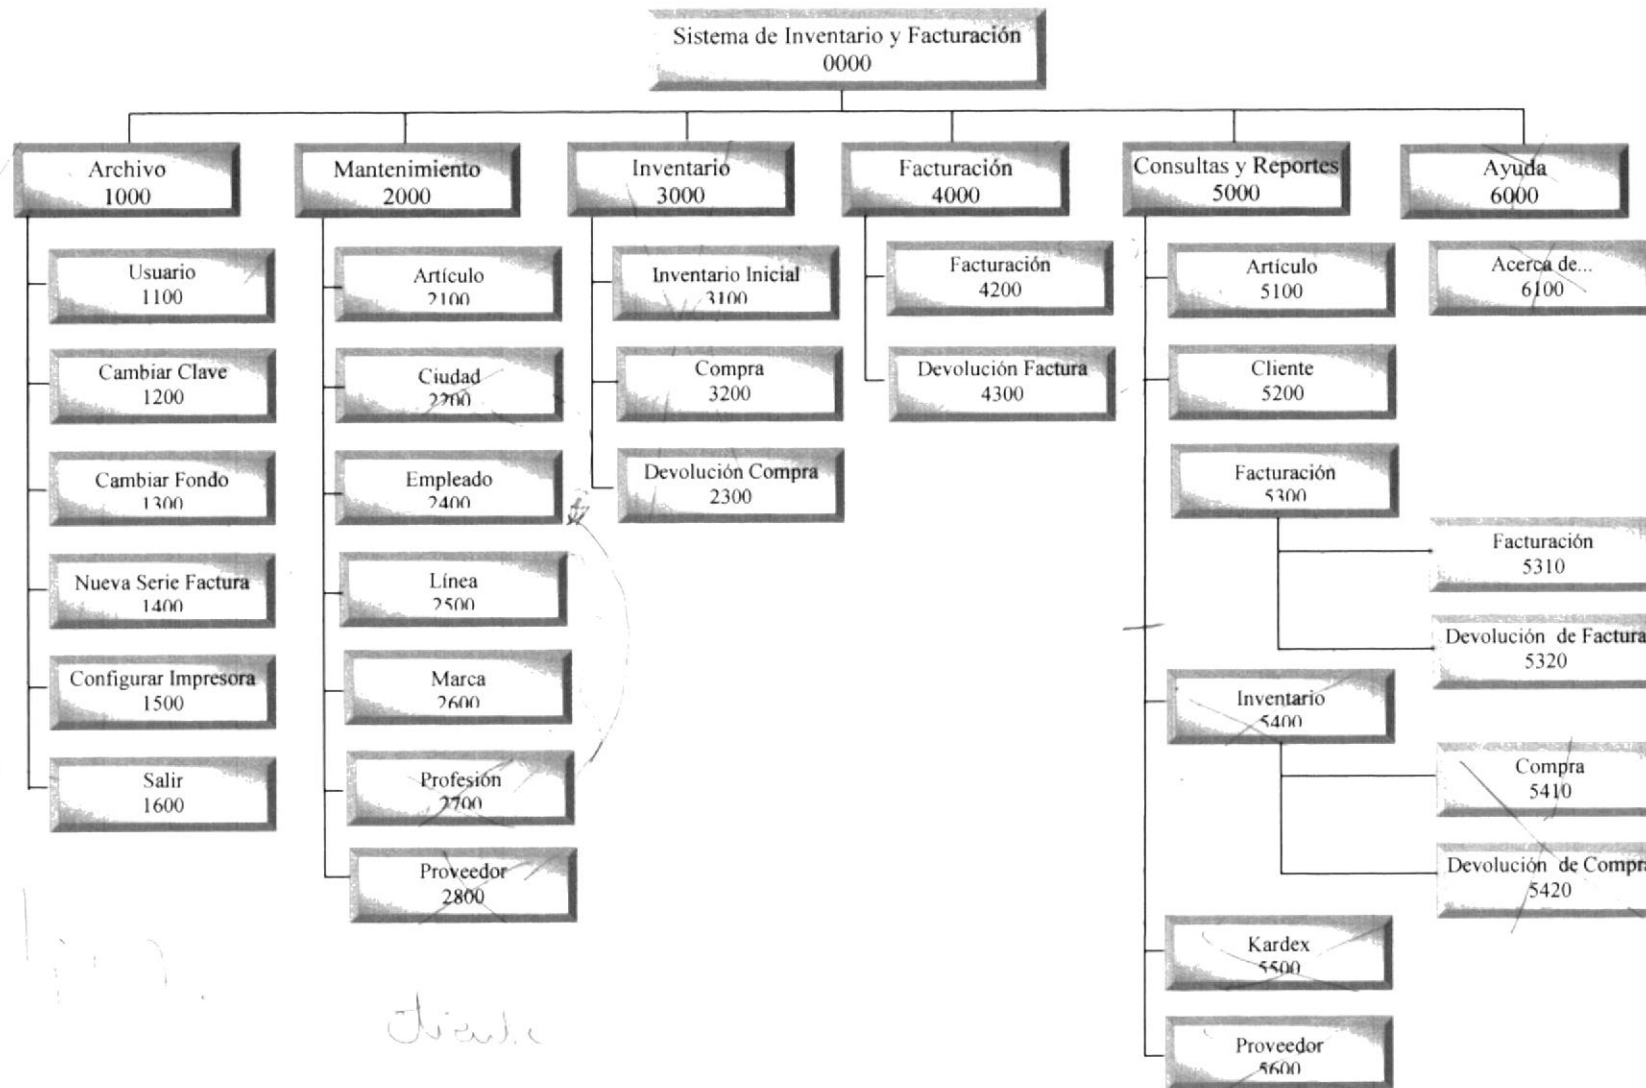 Sistema de Inventario y Facturación
0000
Archivo
1000
Mantenimiento
2000
Inventario
3000
Facturación
4000
Consultas y Reportes
5000
Ayuda
6000
Usuario
1100
Cambiar Clave
1200
Cambiar Fondo
1300
Nueva Serie Factura
1400
Configurar Impresora
1500
Salir
1600
Artículo
2100
Ciudad
2200
Empleado
2400
Línea
2500
Marca
2600
Profesión
2700
Proveedor
2800
Inventario Inicial
3100
Compra
3200
Devolución Compra
2300
Facturación
4200
Devolución Factura
4300
Artículo
5100
Cliente
5200
Facturación
5300
Facturación
5310
Devolución de Factura
5320
Inventario
5400
Compra
5410
Devolución de Compra
5420
Kardex
5500
Proveedor
5600
Acerca de...
6100